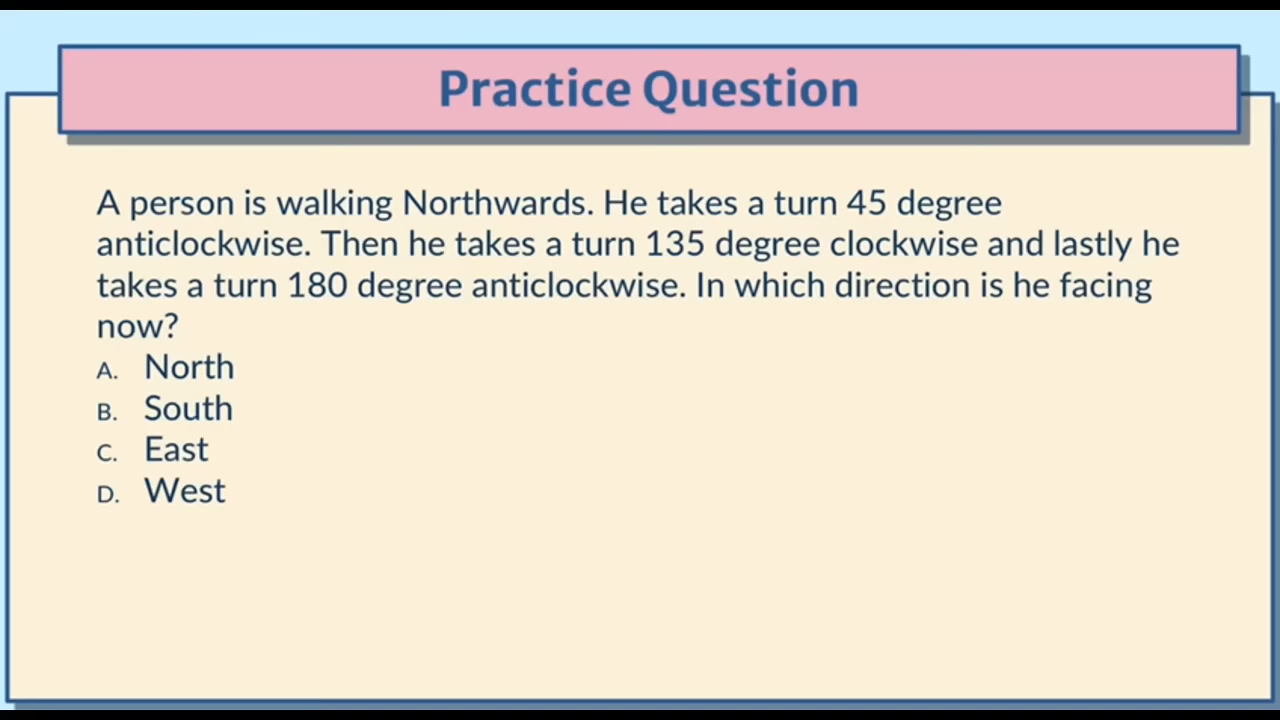 Practice Question
A person is walking Northwards. He takes a turn 45 degree
anticlockwise. Then he takes a turn 135 degree clockwise and lastly he
takes a turn 180 degree anticlockwise. In which direction is he facing
now?
A. North
B. South
C. East
D. West